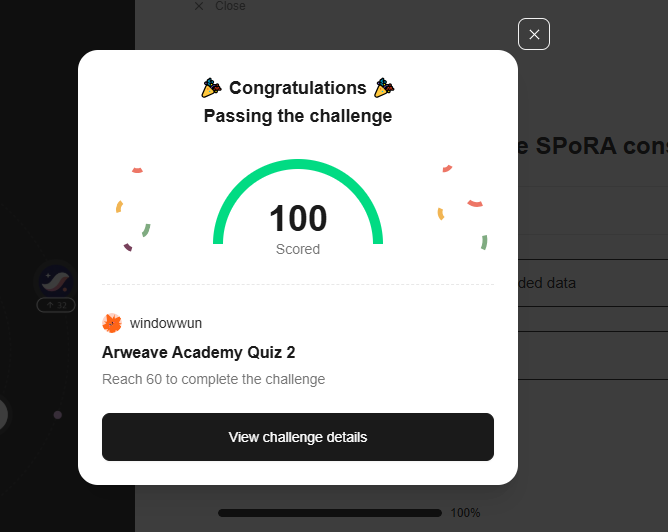 Close
Congratulations
Passing the challenge
e SPoRA cons
100
Scored
ded data
32
windowwun
Arweave Academy Quiz 2
Reach 60 to complete the challenge
View challenge details
100%